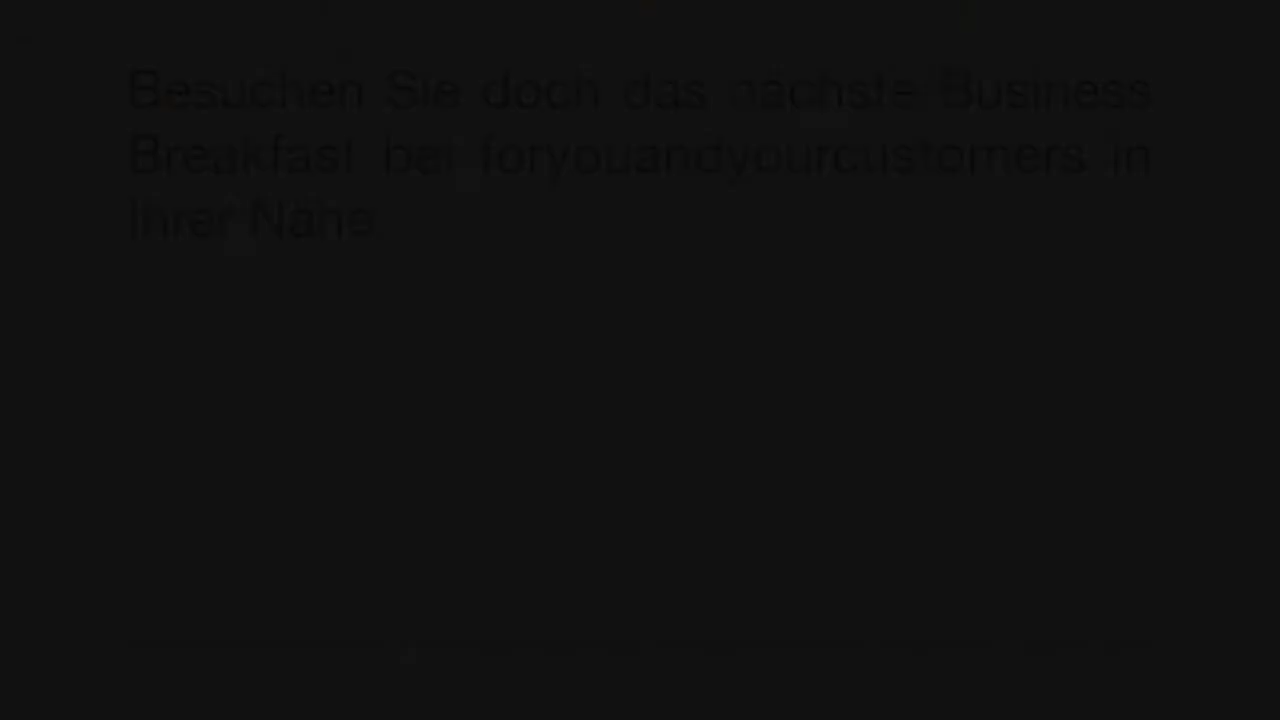 Besuchen Sie doch das nächste Business
Breakfast bei foryouandyourcustomers in
Ihrer Nähe.